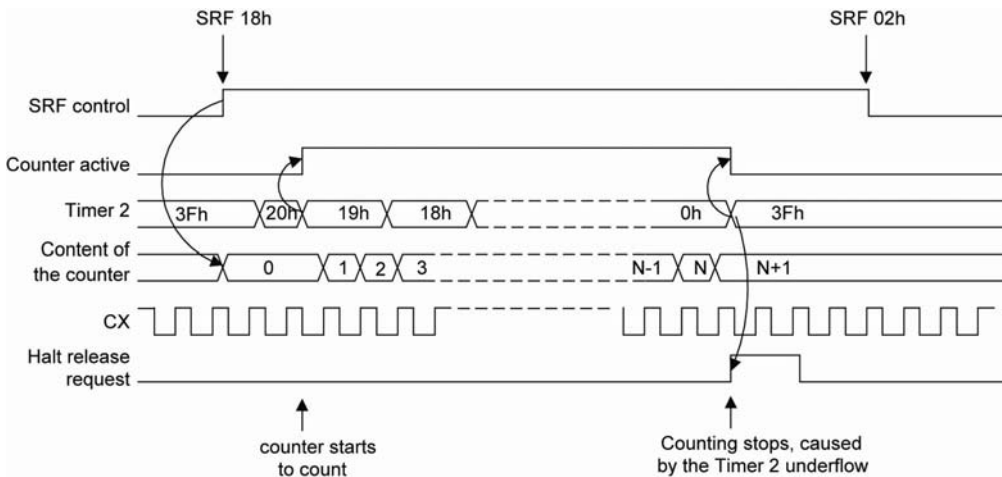 SRF 18h
SRF 02h
SRF control
Counter active
Timer 2
3Fh
20h
19h
18h
0h
3Fh
Content of
the counter
0
1
2
3
N-1
N
N+1
CX
Halt release
request
counter starts
to count
Counting stops, caused
by the Timer 2 underflow